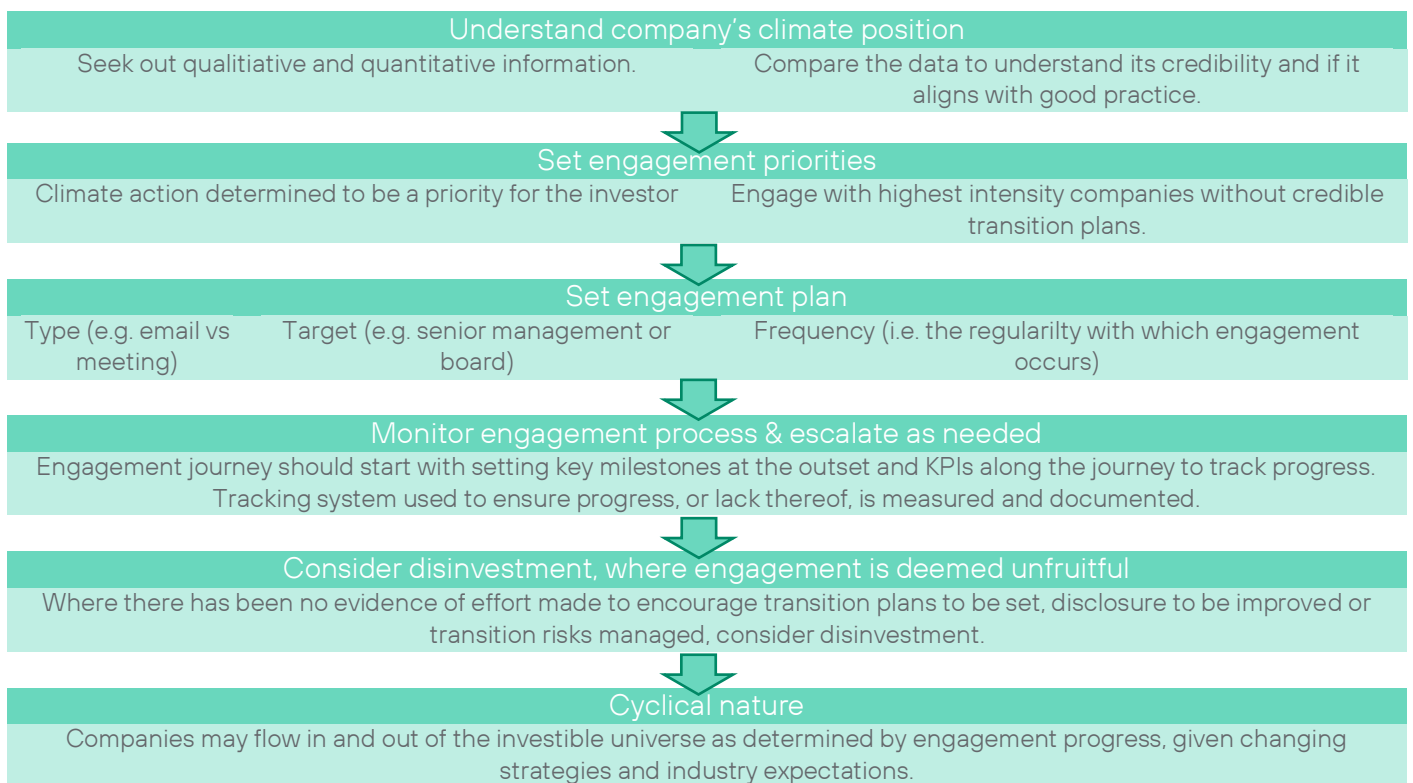 Understand company's climate position
Seek out qualitiative and quantitative information.
Compare the data to understand its credibility and if it
aligns with good practice.
Set engagement priorities
Climate action determined to be a priority for the investor
Engage with highest intensity companies without credible
transition plans.
Set engagement plan
Type (e.g. email vs
meeting)
Target (e.g. senior management or
board)
Frequency (i.e. the regularilty with which engagement
occurs)
Monitor engagement process & escalate as needed
Engagement journey should start with setting key milestones at the outset and KPIs along the journey to track progress.
Tracking system used to ensure progress, or lack thereof, is measured and documented.
Consider disinvestment, where engagement is deemed unfruitful
Where there has been no evidence of effort made to encourage transition plans to be set, disclosure to be improved or
transition risks managed, consider disinvestment.
Cyclical nature
Companies may flow in and out of the investible universe as determined by engagement progress, given changing
strategies and industry expectations.